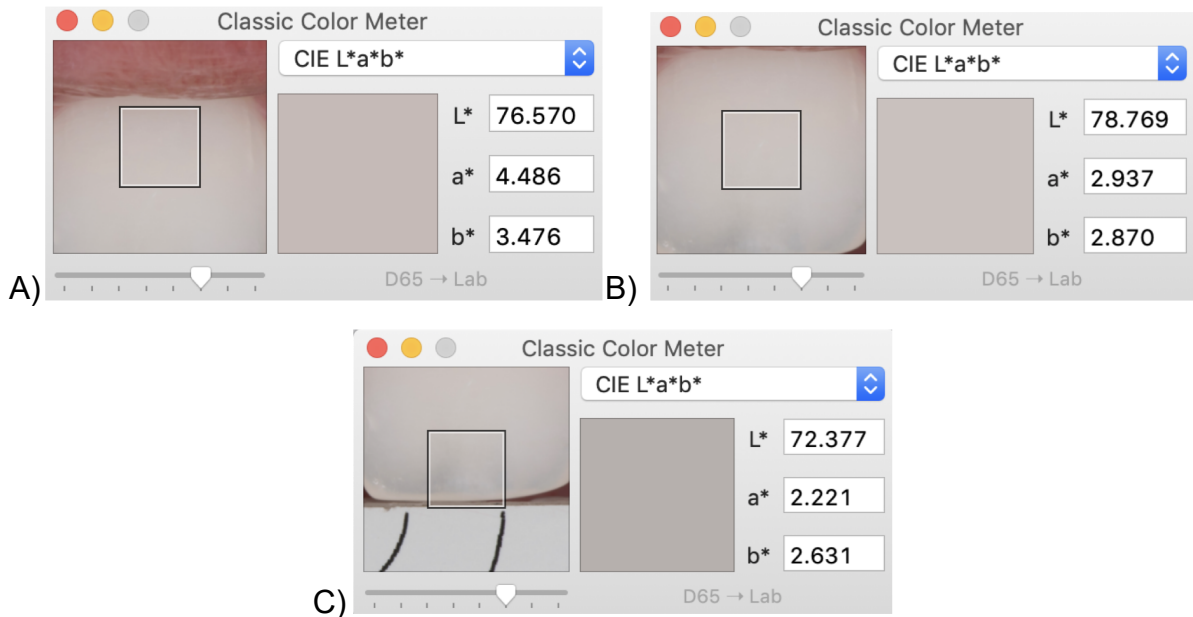 Classic Color Meter
CIE L*a*b*
L* 76.570
a* 4.486
b* 3.476
D65 → Lab
A)
Classic Color Meter
CIE L*a*b*
L* 78.769
a* 2.937
b* 2.870
D65 → Lab
B)
Classic Color Meter
CIE L*a*b*
L* 72.377
a* 2.221
b* 2.631
D65 → Lab
C)